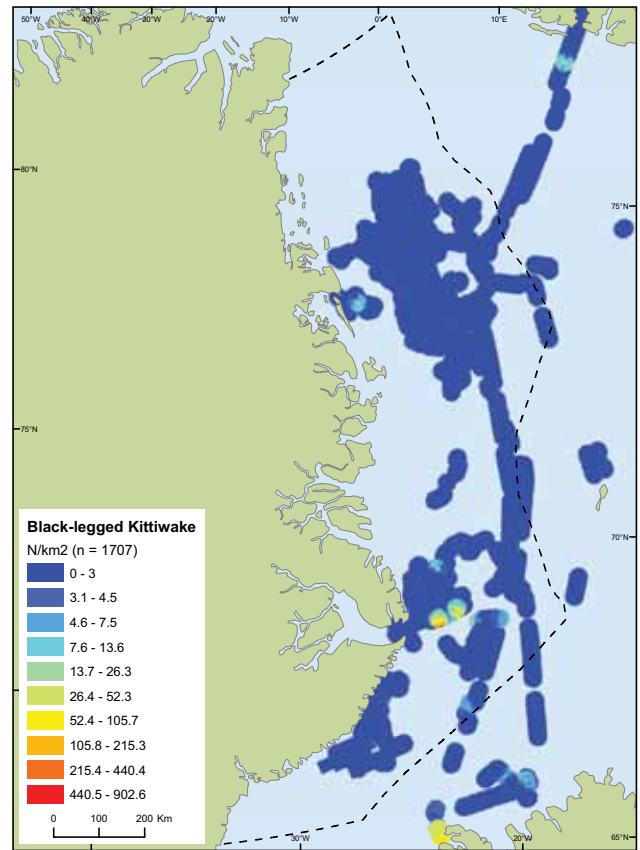 50°W 40°W 30°W 20°W 10°W 0° 10°E
80°N
75°N
75°N
70°N
Black-legged Kittiwake
N/km2 (n = 1707)
0 - 3
3.1 - 4.5
4.6 - 7.5
7.6 - 13.6
13.7 - 26.3
26.4 - 52.3
52.4 - 105.7
105.8 - 215.3
215.4 - 440.4
440.5 - 902.6
0 100 200 Km
30°W 20°W 65°N